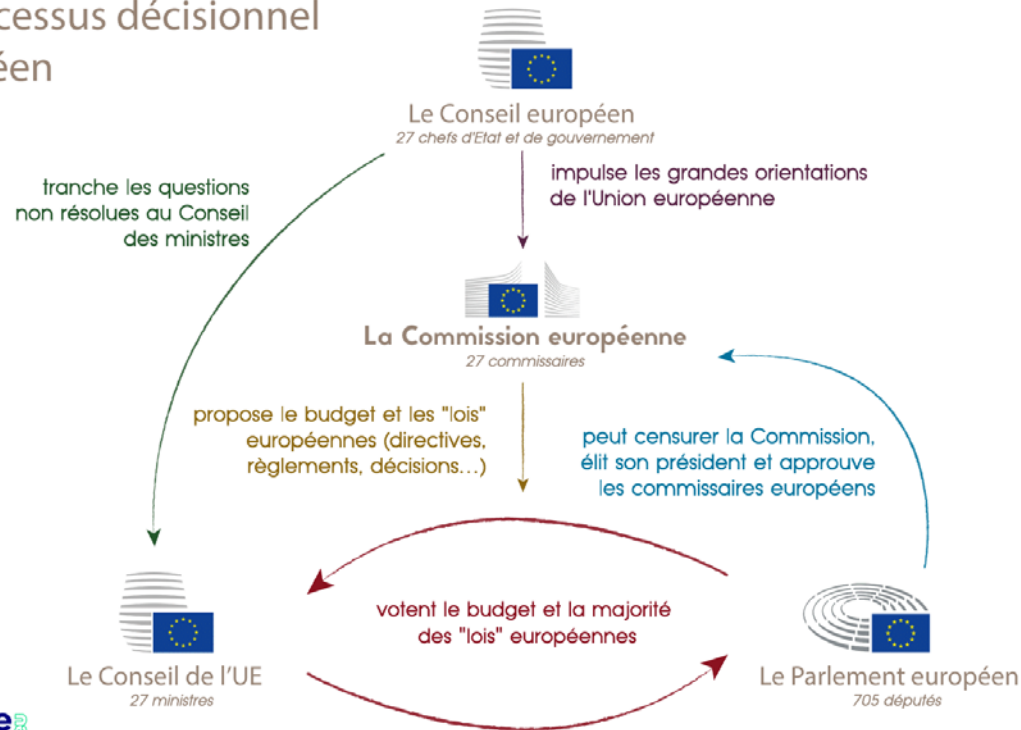 cessus décisionnel
éen
Le Conseil européen
27 chefs d'Etat et de gouvernement
tranche les questions
non résolues au Conseil
des ministres
impulse les grandes orientations
de l'Union européenne
La Commission européenne
27 commissaires
propose le budget et les "lois"
européennes (directives,
règlements, décisions...)
peut censurer la Commission,
élit son président et approuve
les commissaires européens
votent le budget et la majorité
des "lois" européennes
Le Conseil de l'UE
27 ministres
Le Parlement européen
705 députés